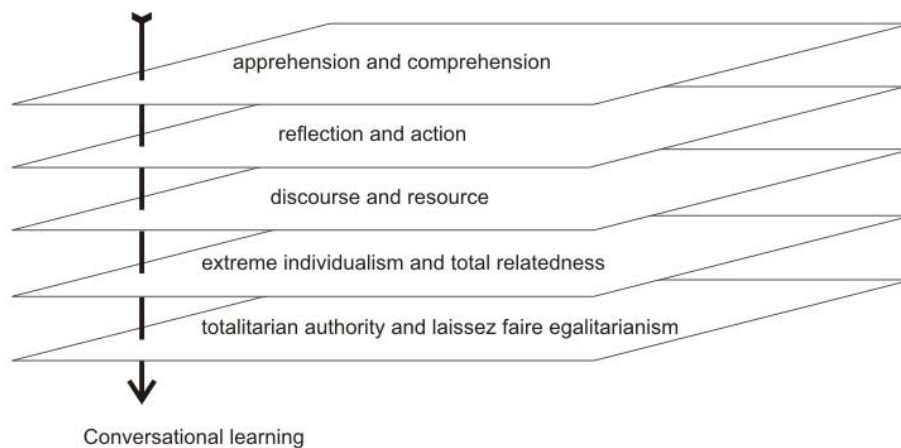 apprehension and comprehension
reflection and action
discourse and resource
extreme individualism and total relatedness
totalitarian authority and laissez faire egalitarianism
Conversational learning